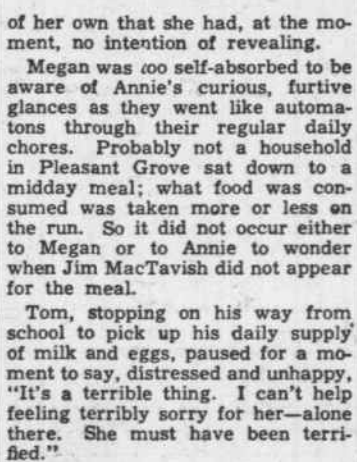 of her own that she had, at the mo-
ment, no intention of revealing.
Megan was too self-absorbed to be
aware of Annie's curious, furtive
glances as they went like automa-
tons through their regular daily
chores. Probably not a household
in Pleasant Grove sat down to a
midday meal; what food was con-
sumed was taken more or less on
the run. So it did not occur either
to Megan or to Annie to wonder
when Jim MacTavish did not appear
for the meal.
Tom, stopping on his way from
school to pick up his daily supply
of milk and eggs, paused for a mo-
ment to say, distressed and unhappy,
"It's a terrible thing. I can't help
feeling terribly sorry for her—alone
there. She must have been terri-
fied."